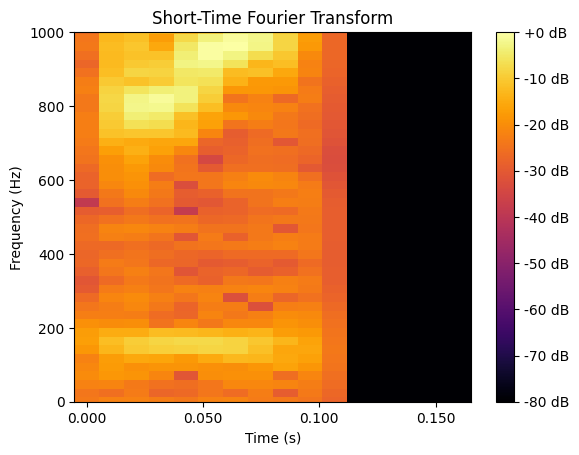 Short-Time Fourier Transform
Frequency (Hz)
1000
800
600
400
200
0
0.000
0.050
0.100
0.150
Time (s)
+0 dB
-10 dB
-20 dB
-30 dB
-40 dB
-50 dB
-60 dB
-70 dB
-80 dB